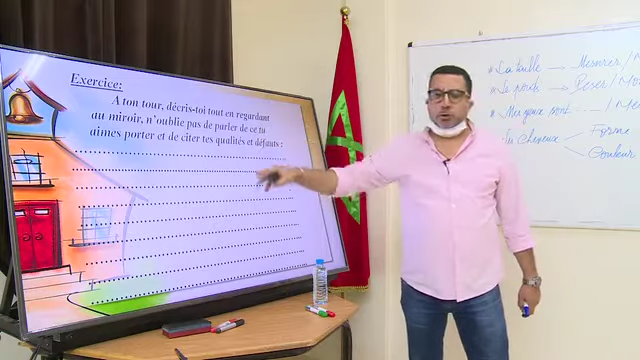 Exercice:
A ton tour, décris-toi tout en regardant
au miroir, n'oublie pas de parler de ce tu
aimes porter et de citer tes qualités et défauts :
* La taille → Mesurer /
* Le poids → Peser /
* Mes yeux sont ... /
Les Cheveux Forme
Couleur